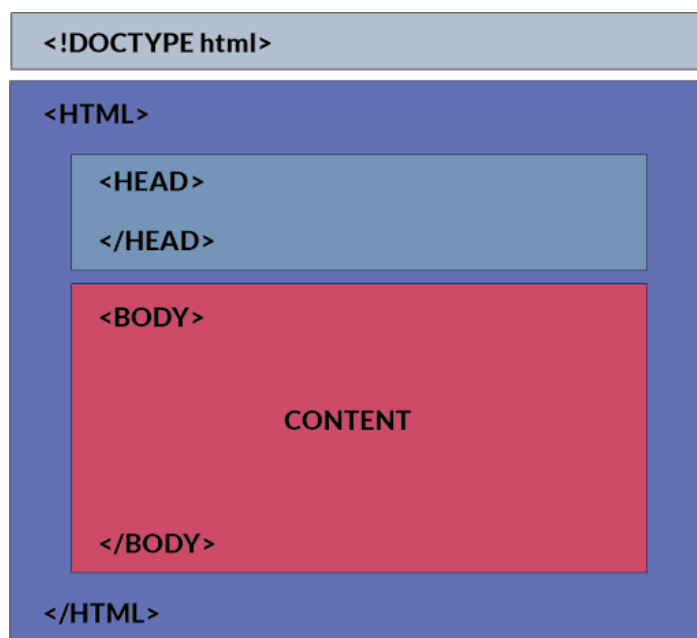 <!DOCTYPE html>
<HTML>
<HEAD>
</HEAD>
<BODY>
CONTENT
</BODY>
</HTML>